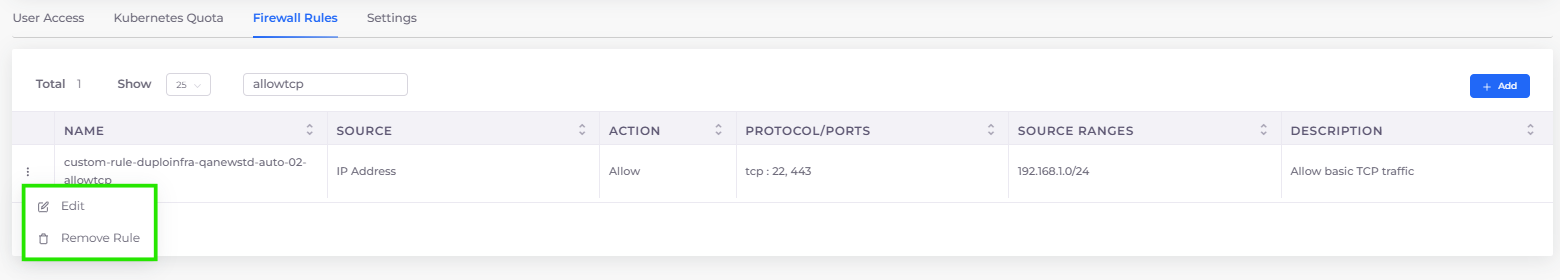 User Access Kubernetes Quota Firewall Rules Settings
Total 1 Show 25 allowtcp Add
NAME SOURCE ACTION PROTOCOL/PORTS SOURCE RANGES DESCRIPTION
custom-rule-duploinfra-qanewstd-auto-02-
allowtcp IP Address Allow tcp : 22, 443 192.168.1.0/24 Allow basic TCP traffic
Edit
Remove Rule